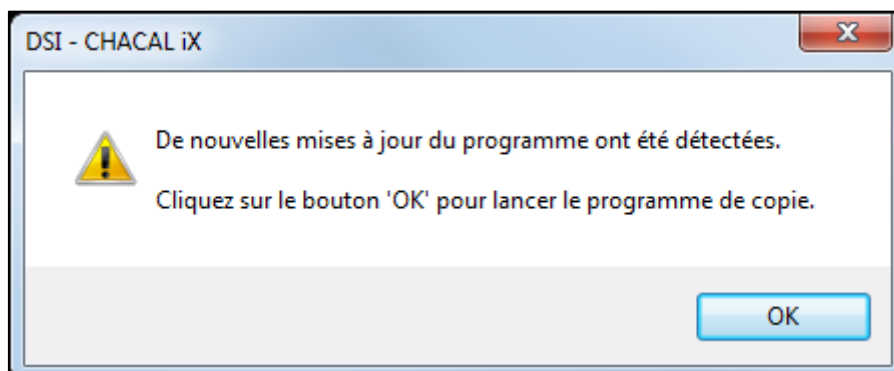 DSI - CHACAL iX
De nouvelles mises à jour du programme ont été détectées.
Cliquez sur le bouton 'OK' pour lancer le programme de copie.
OK